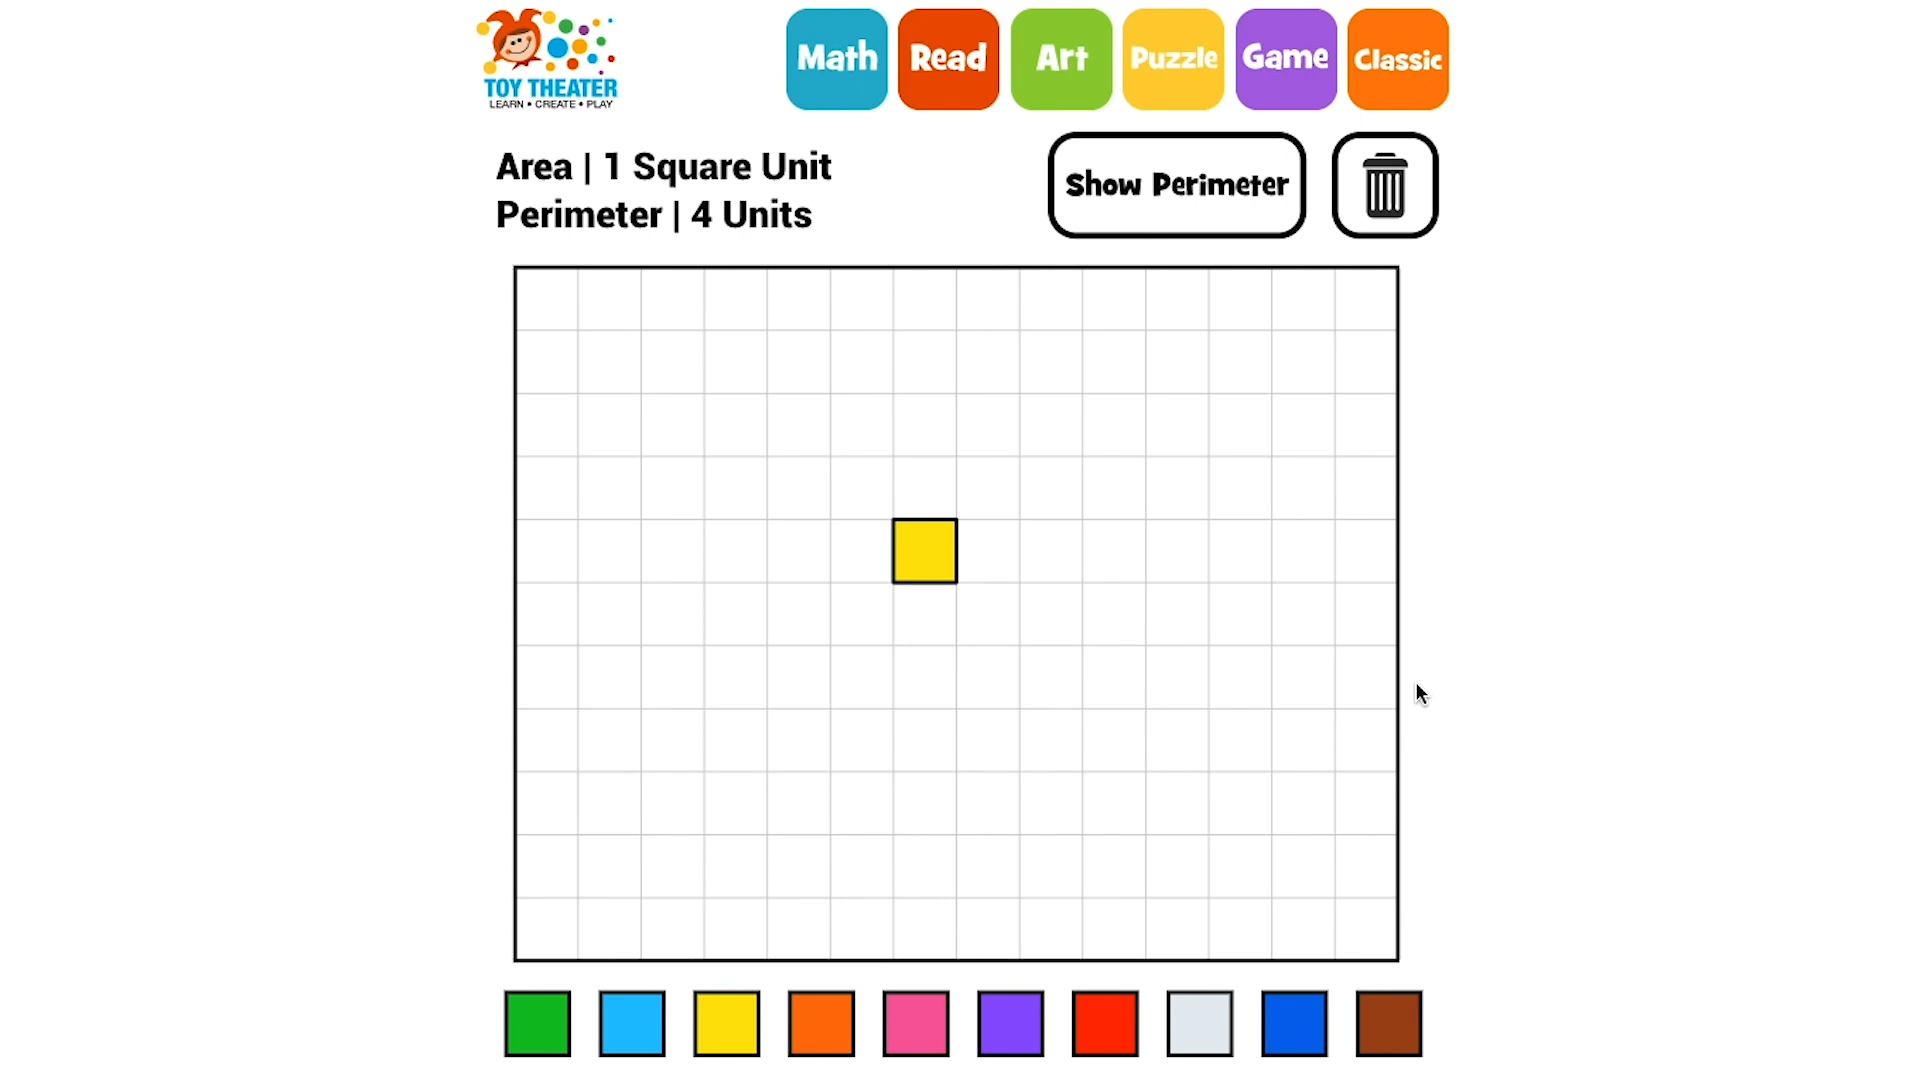 TOY THEATER
LEARN • CREATE • PLAY
Math Read Art Puzzle Game Classic
Area | 1 Square Unit
Perimeter | 4 Units
Show Perimeter